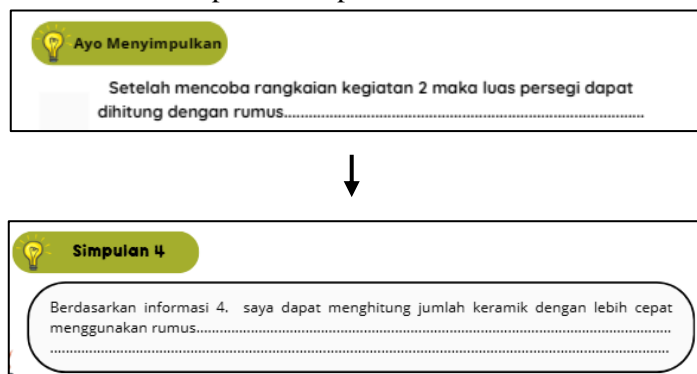 Ayo Menyimpulkan
Setelah mencoba rangkaian kegiatan 2 maka luas persegi dapat
dihitung dengan rumus..........................................................................................
Simpulan 4
Berdasarkan informasi 4. saya dapat menghitung jumlah keramik dengan lebih cepat
menggunakan rumus.....................................................................................................................
.......................................................................................................................................................